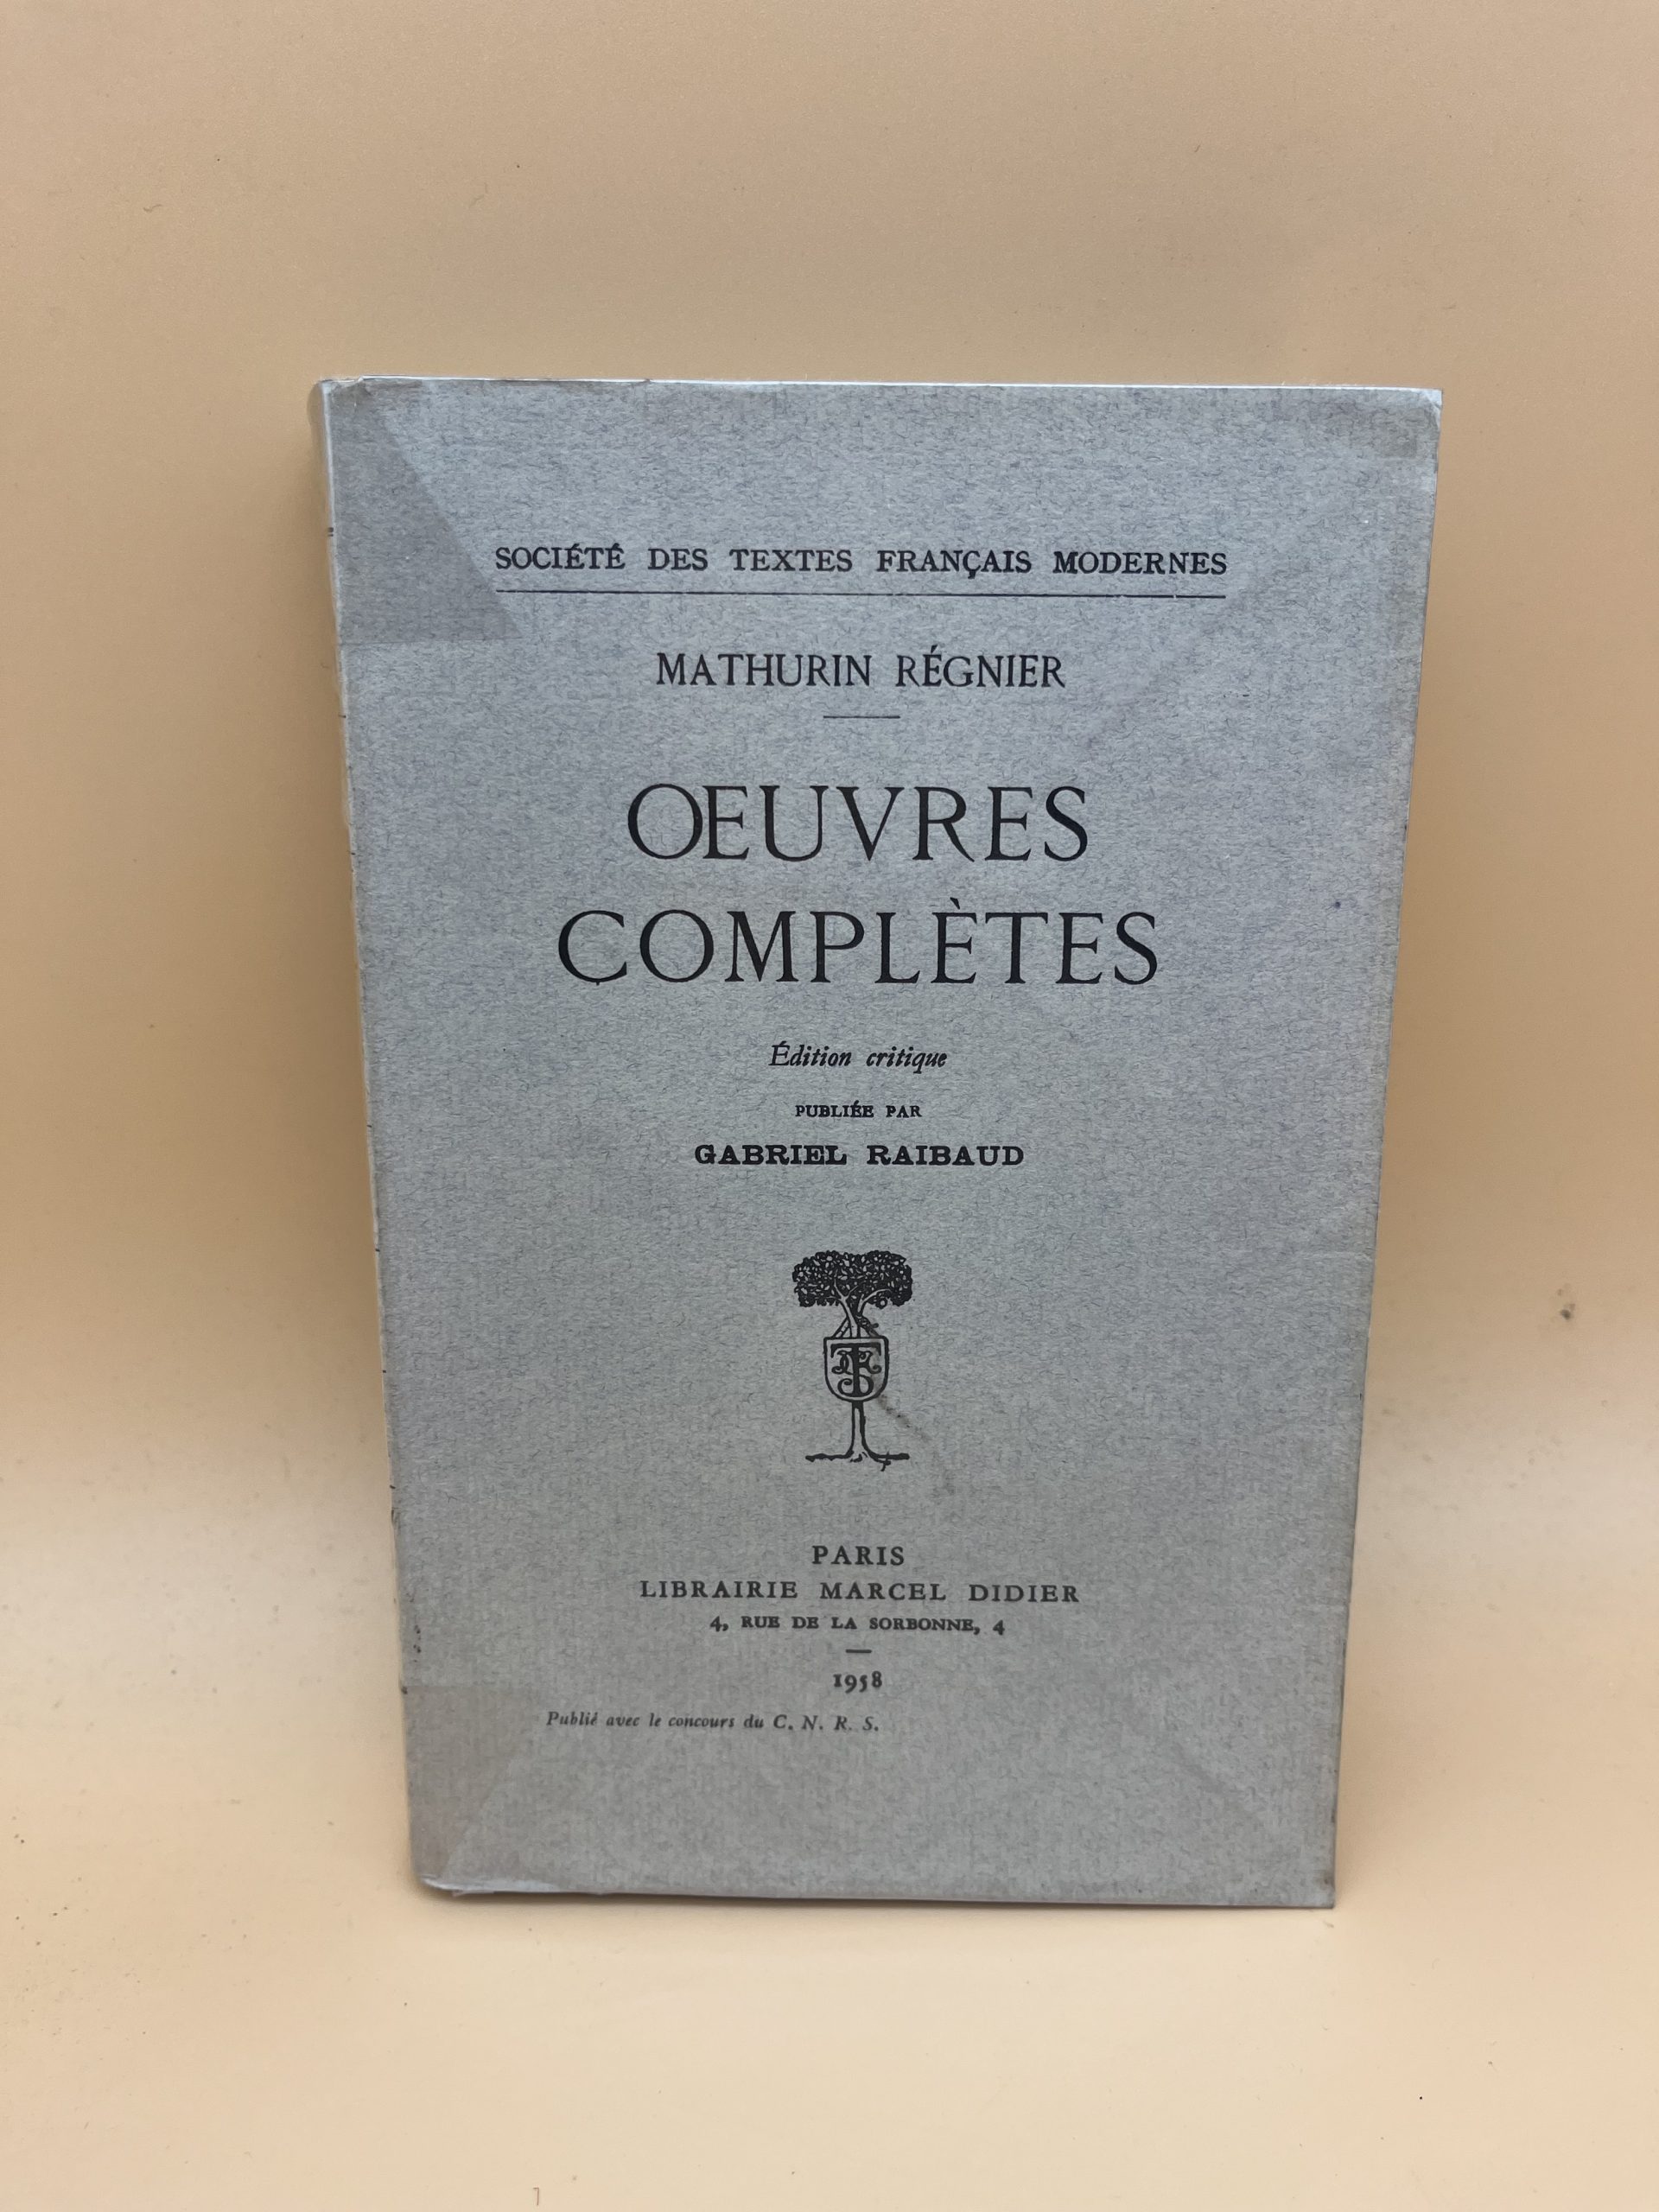 SOCIÉTÉ DES TEXTES FRANÇAIS MODERNES
MATHURIN RÉGNIER
ŒUVRES
COMPLÈTES
Édition critique
PUBLIÉE PAR
GABRIEL RAIBAUD
PARIS
LIBRAIRIE MARCEL DIDIER
4, RUE DE LA SORBONNE, 4
1958
Publié avec le concours du C. N. R. S.